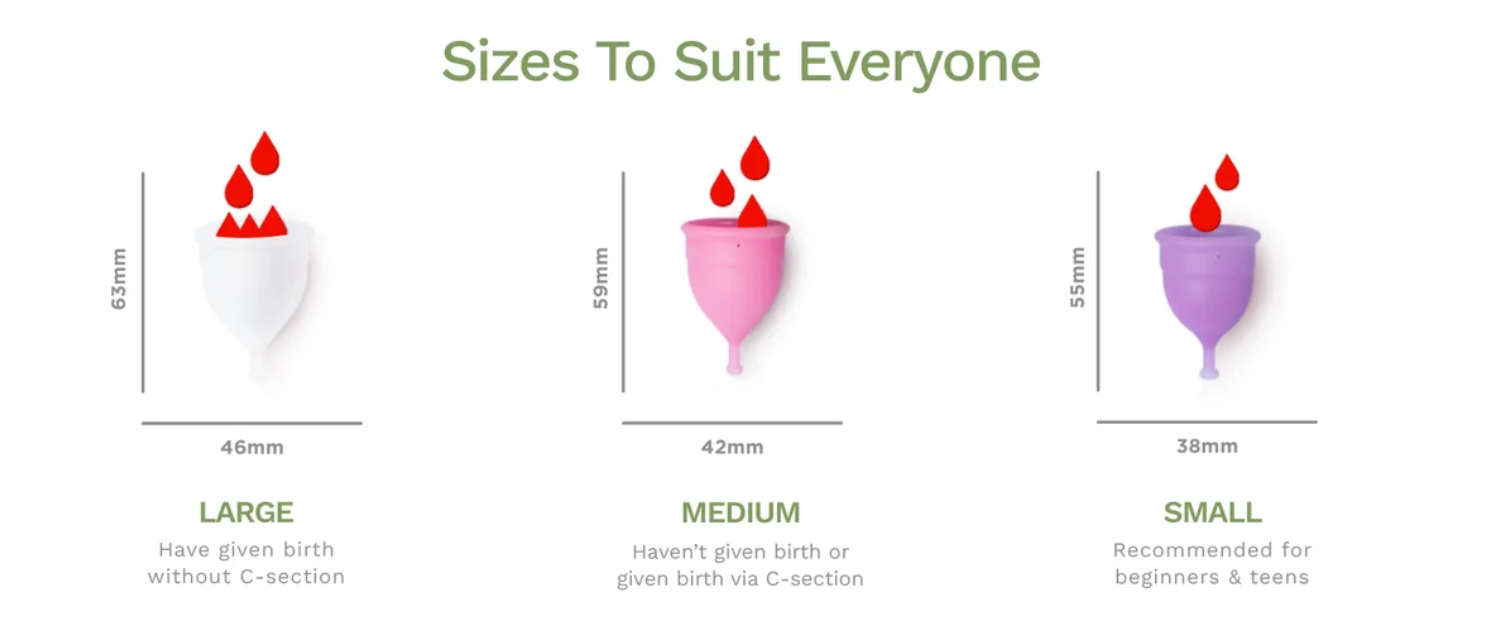 Sizes To Suit Everyone
63mm
46mm
LARGE
Have given birth
without C-section
59mm
42mm
MEDIUM
Haven’t given birth or
given birth via C-section
55mm
38mm
SMALL
Recommended for
beginners & teens